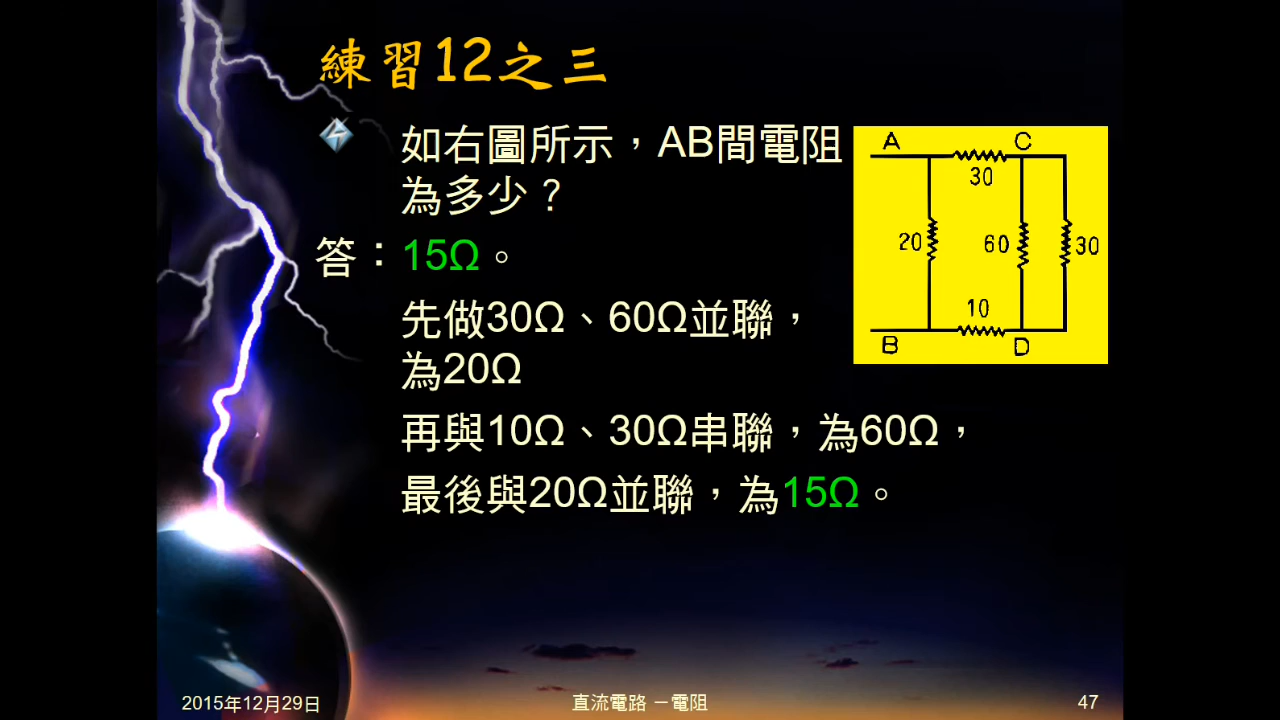 練習12之三
如右圖所示，AB間電阻
為多少？
答：15Ω。
先做30Ω、60Ω並聯，
為20Ω
再與10Ω、30Ω串聯，為60Ω，
最後與20Ω並聯，為15Ω。
A C
30
20 60 30
10
B D
2015年12月29日 直流電路 －電阻 47